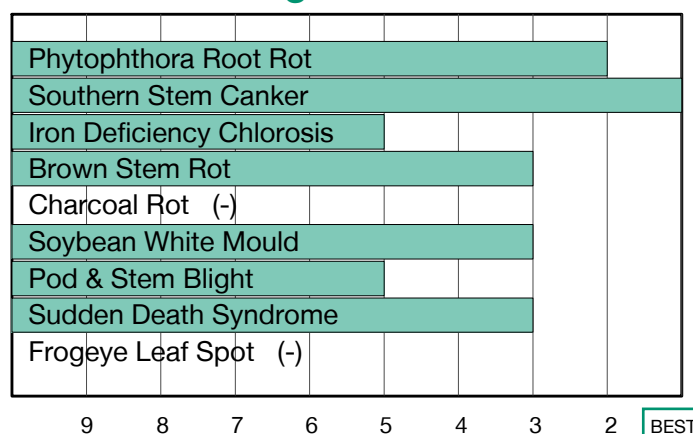 Phytophthora Root Rot
Southern Stem Canker
Iron Deficiency Chlorosis
Brown Stem Rot
Charcoal Rot (-)
Soybean White Mould
Pod & Stem Blight
Sudden Death Syndrome
Frogeye Leaf Spot (-)
9 8 7 6 5 4 3 2 BEST